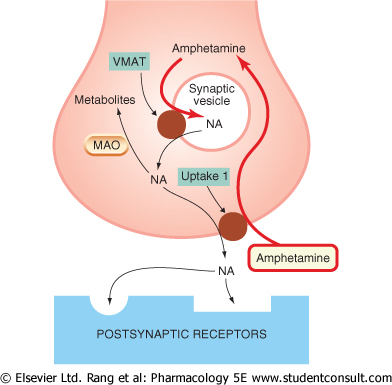 Amphetamine
VMAT
Synaptic
vesicle
Metabolites
NA
MAO
NA
Uptake 1
Amphetamine
NA
POSTSYNAPTIC RECEPTORS
© Elsevier Ltd. Rang et al: Pharmacology 5E www.studentconsult.com